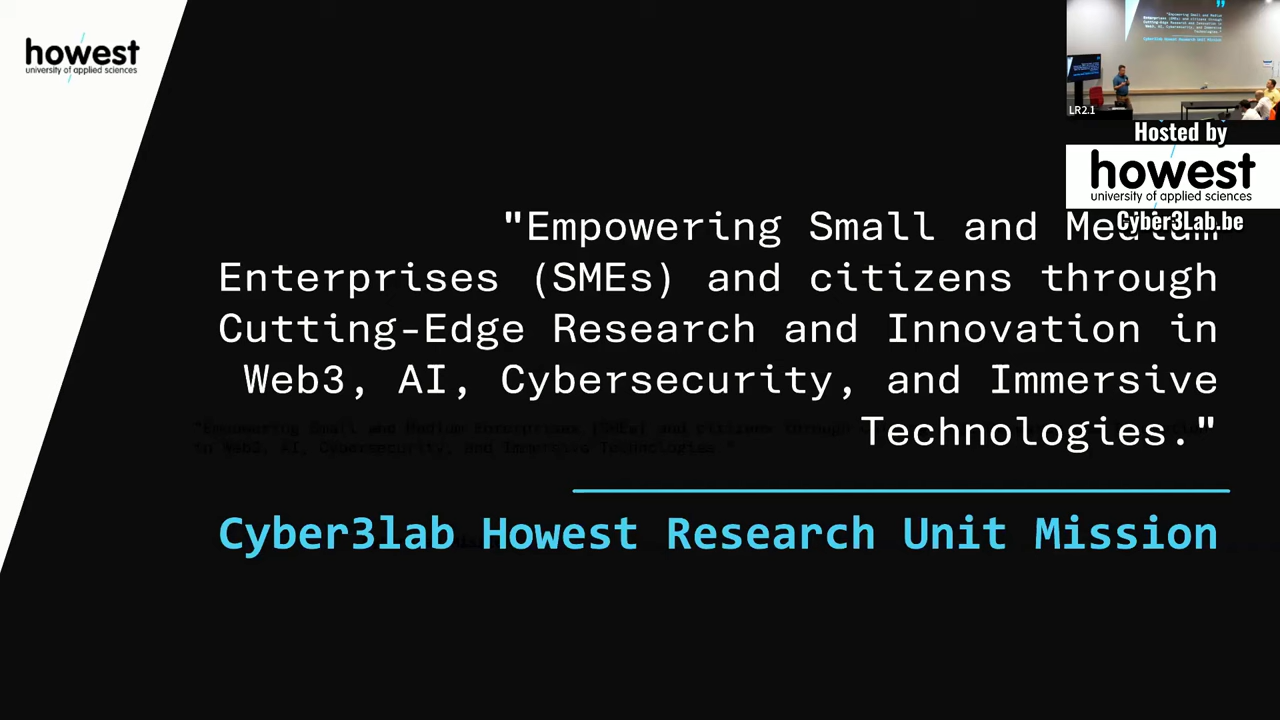 howest
university of applied sciences
LR2.1
Hosted by
howest
university of applied sciences
Cyber3Lab.be
"Empowering Small and Medium
Enterprises (SMEs) and citizens through
Cutting-Edge Research and Innovation in
Web3, AI, Cybersecurity, and Immersive
Technologies."
Cyber3lab Howest Research Unit Mission